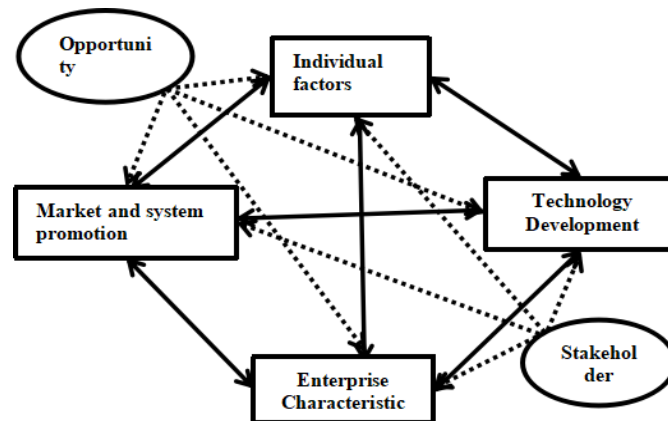 Opportuni
ty
Individual
factors
Market and system
promotion
Technology
Development
Stakehol
der
Enterprise
Characteristic